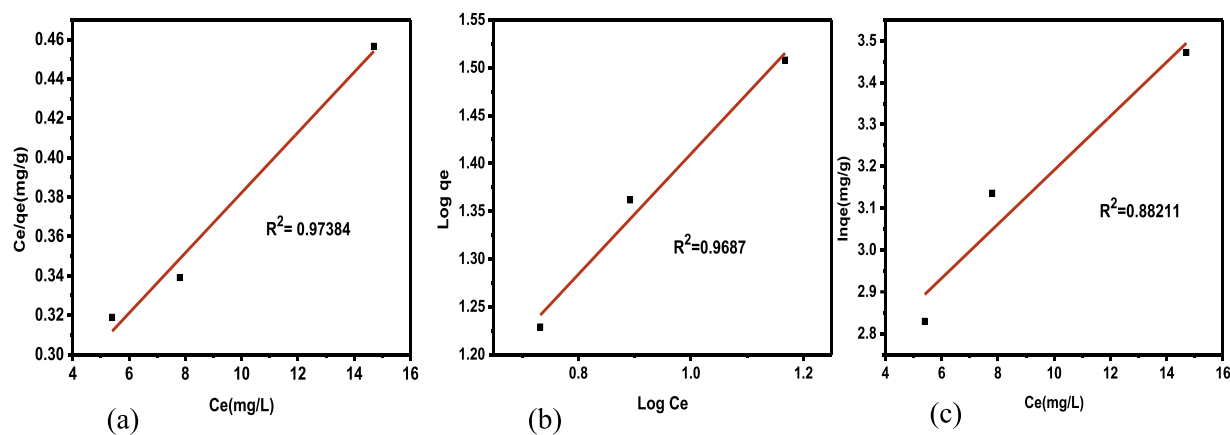 0.46
0.44
0.42
0.40
0.38
0.36
0.34
0.32
0.30
Ce/qe(mg/g)
R2= 0.97384
4 6 8 10 12 14 16
Ce(mg/L)
(a)
1.50
1.45
1.40
1.35
1.30
1.25
1.20
Log qe
R2=0.9687
0.8 1.0 1.2
Log Ce
(b)
3.5
3.4
3.3
3.2
3.1
3.0
2.9
2.8
lnqe(mg/g)
R2=0.88211
4 6 8 10 12 14 16
Ce(mg/L)
(c)